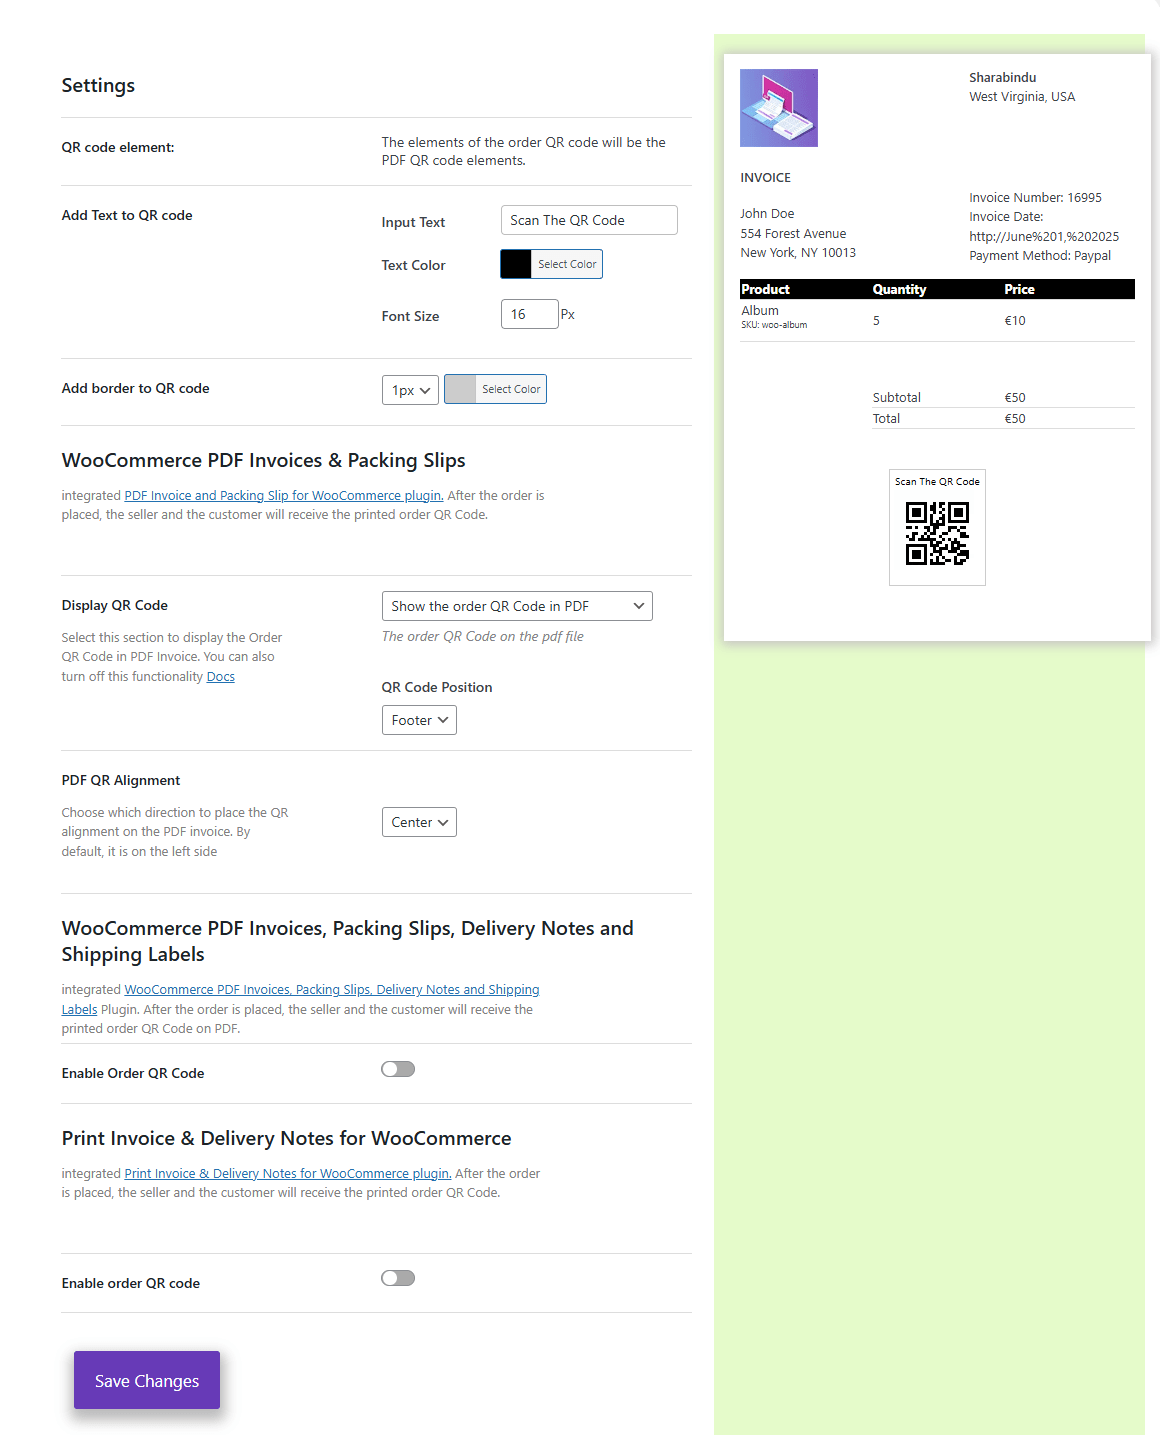 Settings
QR code element:
The elements of the order QR code will be the
PDF QR code elements.
Add Text to QR code
Input Text
Scan The QR Code
Text Color
Select Color
Font Size
16
Px
Add border to QR code
1px
Select Color
WooCommerce PDF Invoices & Packing Slips
integrated PDF Invoice and Packing Slip for WooCommerce plugin. After the order is
placed, the seller and the customer will receive the printed order QR Code.
Display QR Code
Select this section to display the Order
QR Code in PDF Invoice. You can also
turn off this functionality Docs
Show the order QR Code in PDF
The order QR Code on the pdf file
QR Code Position
Footer
PDF QR Alignment
Choose which direction to place the QR
alignment on the PDF invoice. By
default, it is on the left side
Center
WooCommerce PDF Invoices, Packing Slips, Delivery Notes and
Shipping Labels
integrated WooCommerce PDF Invoices, Packing Slips, Delivery Notes and Shipping
Labels Plugin. After the order is placed, the seller and the customer will receive the
printed order QR Code on PDF.
Enable Order QR Code
Print Invoice & Delivery Notes for WooCommerce
integrated Print Invoice & Delivery Notes for WooCommerce plugin. After the order
is placed, the seller and the customer will receive the printed order QR Code.
Enable order QR code
Save Changes
Sharabindu
West Virginia, USA
INVOICE
John Doe
554 Forest Avenue
New York, NY 10013
Invoice Number: 16995
Invoice Date:
http://June%201,%202025
Payment Method: Paypal
Product Quantity Price
Album
SKU: woo-album
5
€10
Subtotal €50
Total €50
Scan The QR Code